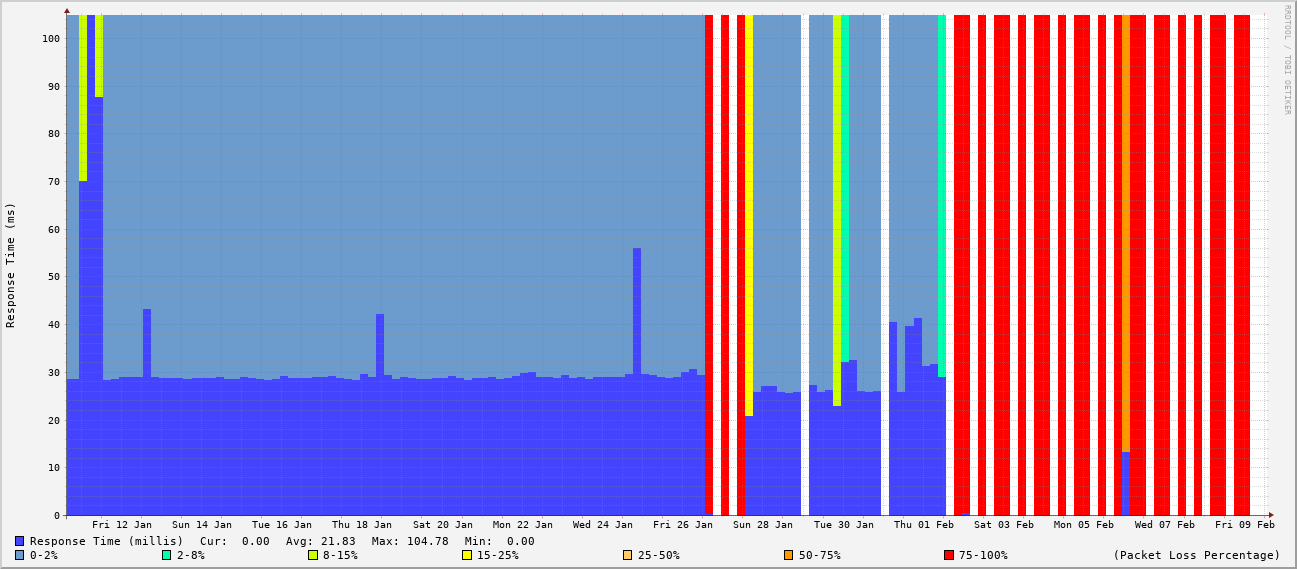 RRDTOOL / TOBI OETIKER
Response Time (ms)
100
90
80
70
60
50
40
30
20
10
0
Fri 12 Jan Sun 14 Jan Tue 16 Jan Thu 18 Jan Sat 20 Jan Mon 22 Jan Wed 24 Jan Fri 26 Jan Sun 28 Jan Tue 30 Jan Thu 01 Feb Sat 03 Feb Mon 05 Feb Wed 07 Feb Fri 09 Feb
Response Time (millis) Cur: 0.00 Avg: 21.83 Max: 104.78 Min: 0.00
0-2% 2-8% 8-15% 15-25% 25-50% 50-75% 75-100% (Packet Loss Percentage)